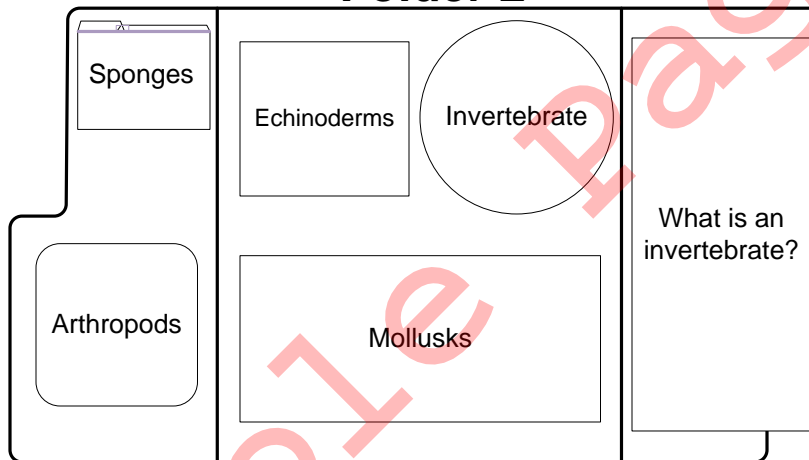 Sponges
Echinoderms
Invertebrate
What is an
invertebrate?
Arthropods
Mollusks